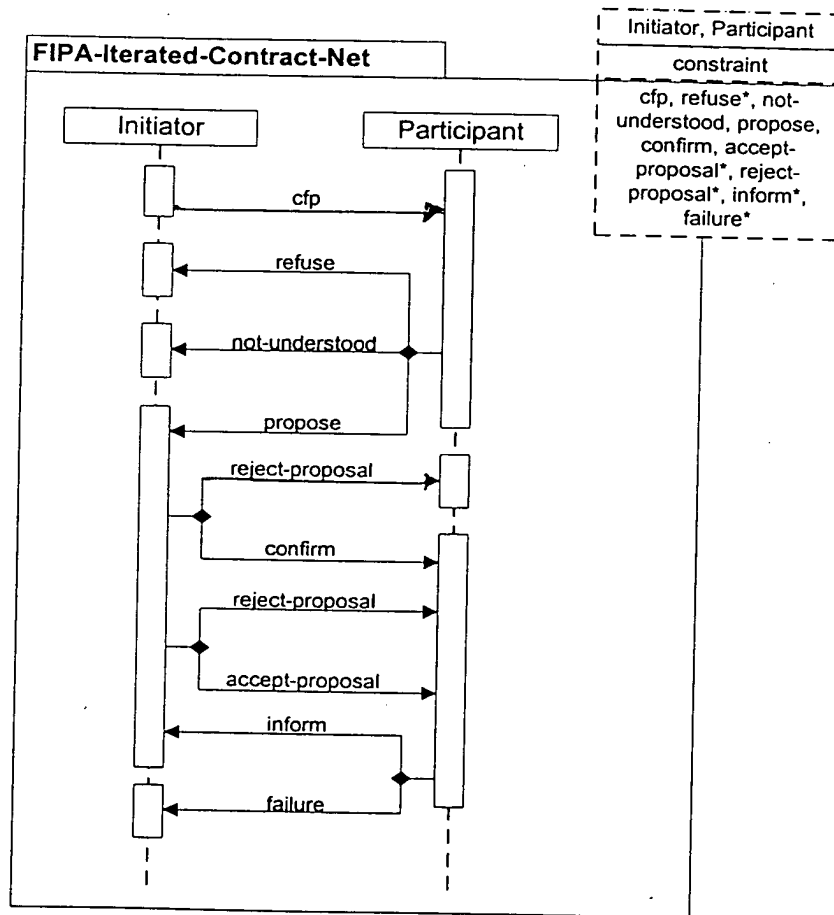 FIPA-Iterated-Contract-Net
Initiator, Participant
constraint
cfp, refuse*, not-
understood, propose,
confirm, accept-
proposal*, reject-
proposal*, inform*,
failure*
Initiator
Participant
cfp
refuse
not-understood
propose
reject-proposal
confirm
reject-proposal
accept-proposal
inform
failure